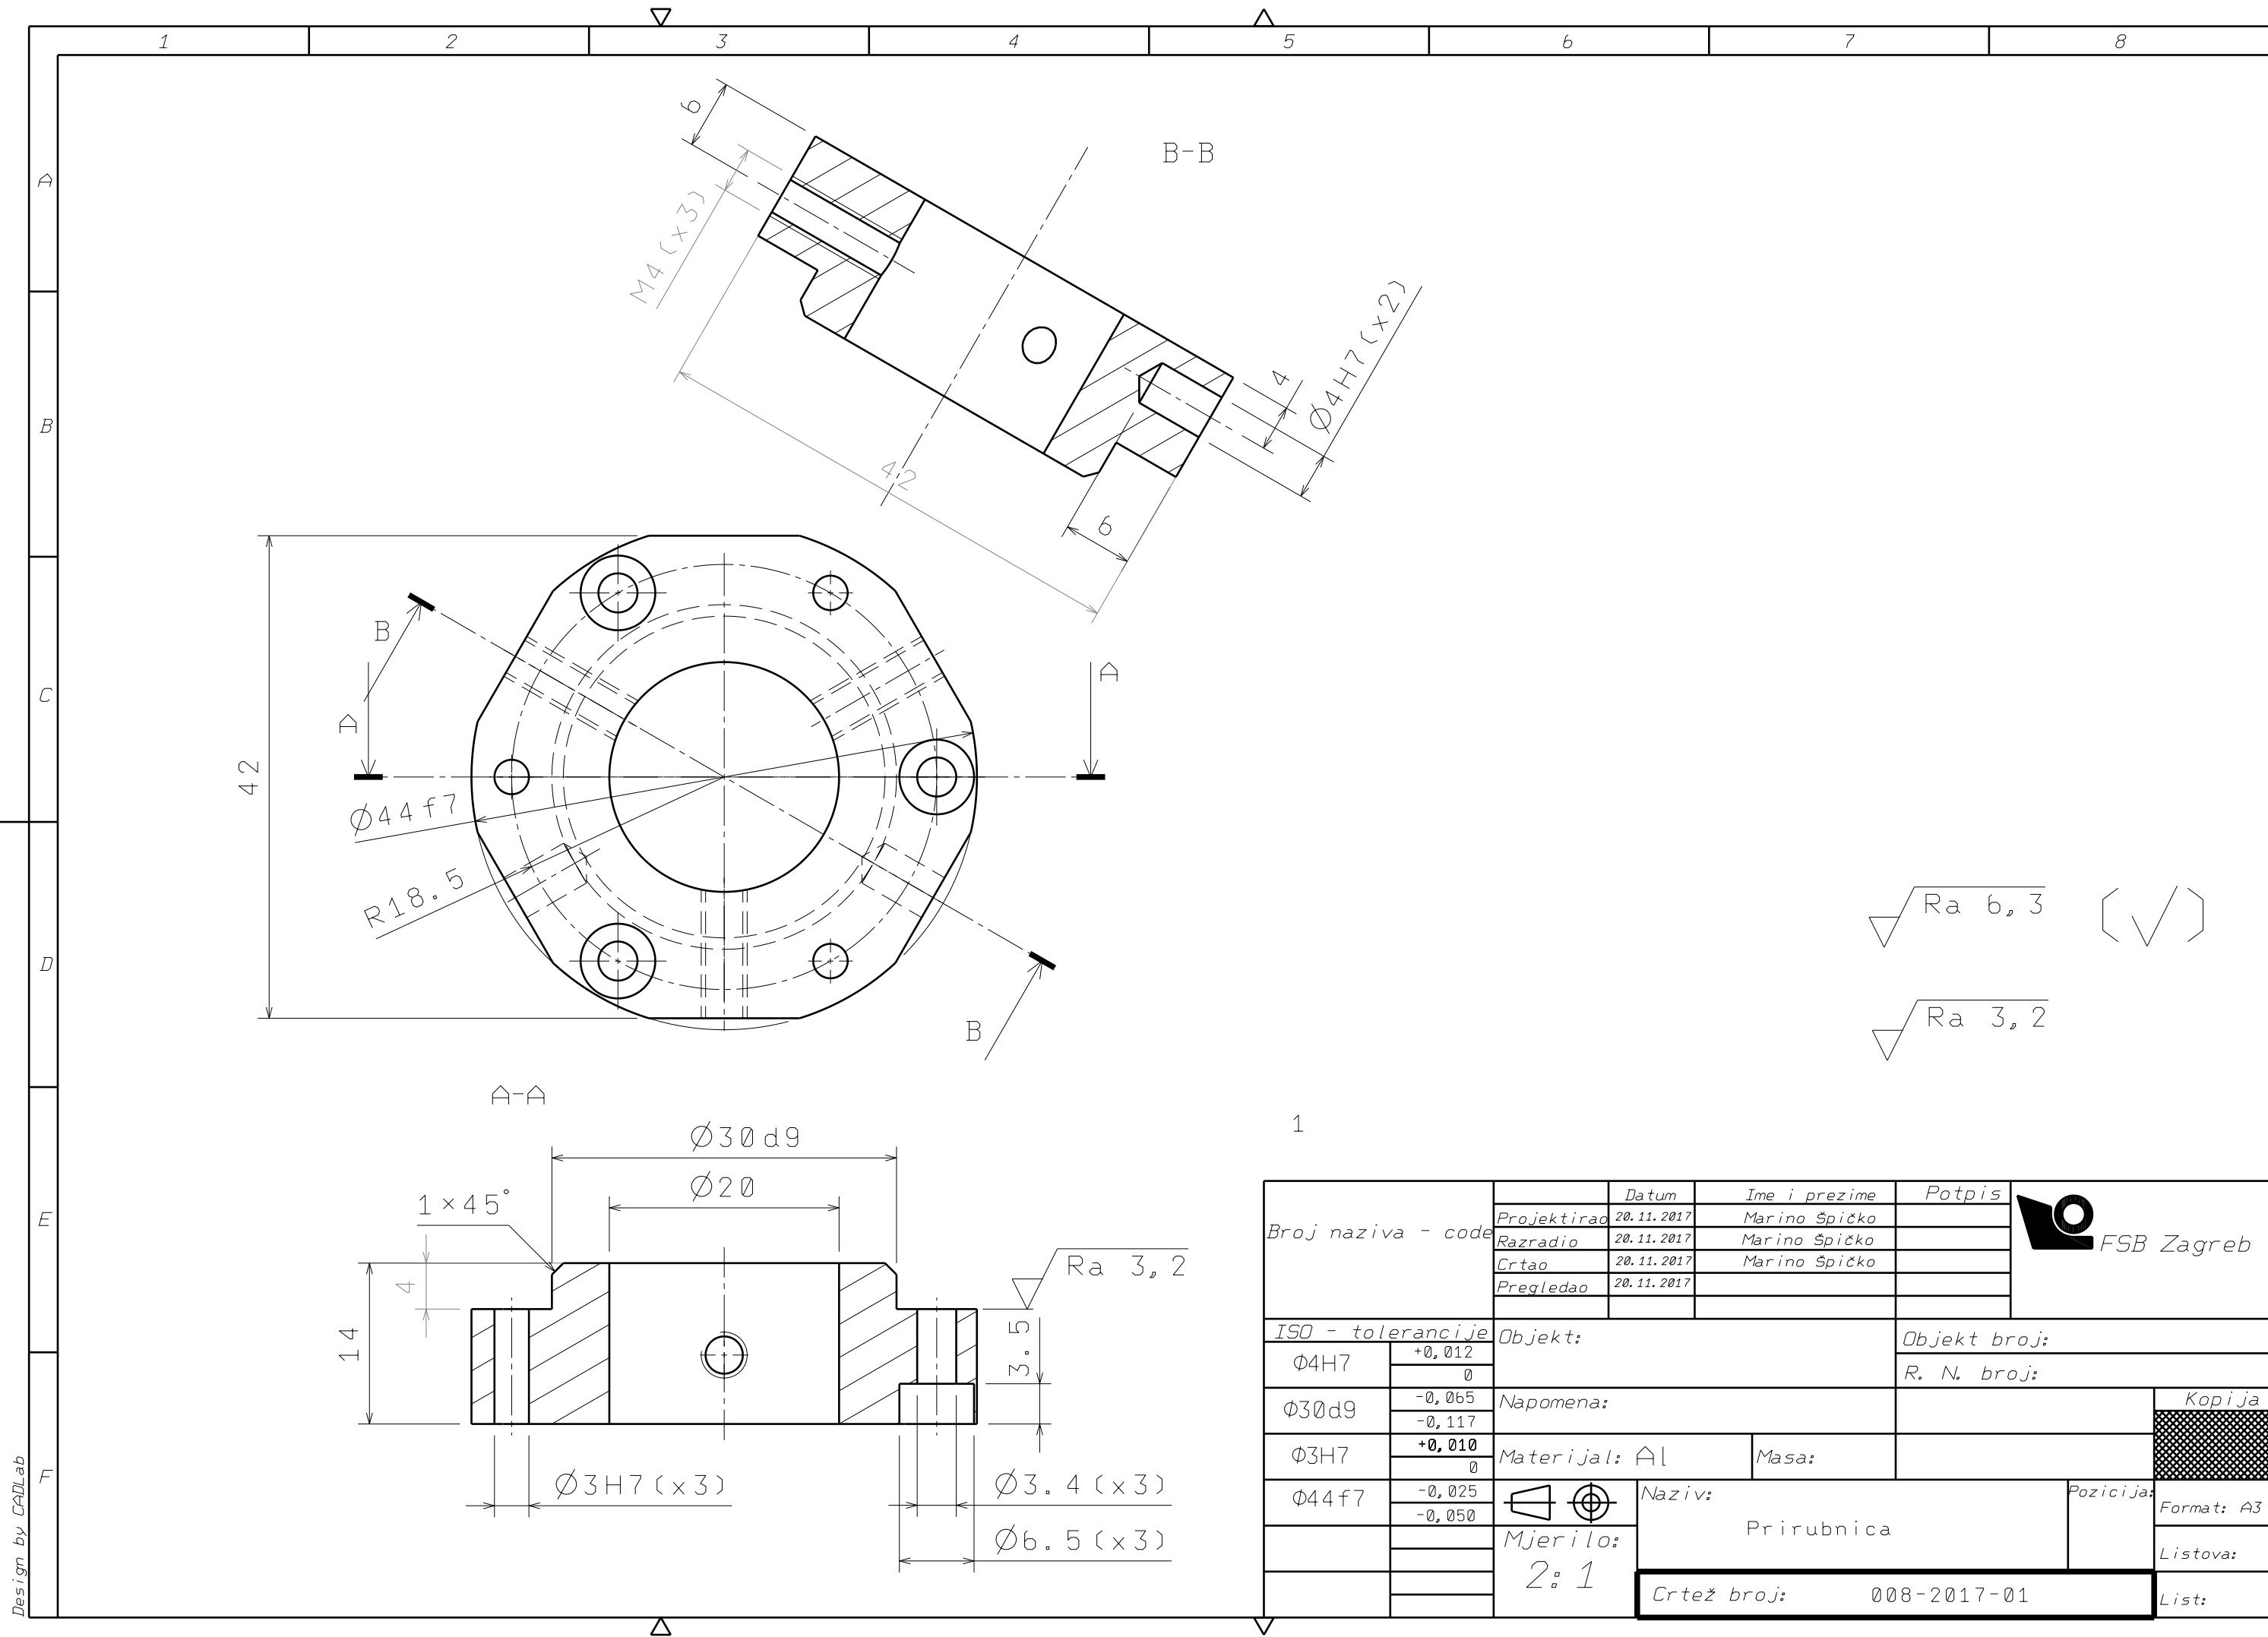 1 2 3 4 5 6 7 8
A
B
C
D
E
F
Design by CADLab
B-B
6
M4(x3)
42
4
Ø4H7(x2)
6
42
B
A
A
Ø44f7
R18.5
B
Ra 6,3 (√)
Ra 3,2
A-A
Ø30d9
Ø20
1×45°
4
14
Ra 3,2
3.5
Ø3H7(x3)
Ø3.4(x3)
Ø6.5(x3)
1
Broj naziva - code
Datum Ime i prezime Potpis
Projektirao 20.11.2017 Marino Špičko
Razradio 20.11.2017 Marino Špičko
Crtao 20.11.2017 Marino Špičko
Pregledao 20.11.2017
FSB Zagreb
ISO - tolerancije
Φ4H7 +0,012
0
Φ30d9 -0,065
-0,117
Φ3H7 +0,010
0
Φ44f7 -0,025
-0,050
Objekt:
Objekt broj:
R. N. broj:
Napomena:
Kopija
Materijal: Al
Masa:
Naziv:
Prirubnica
Pozicija:
Format: A3
Mjerilo:
2:1
Listova:
Crtež broj: 008-2017-01
List: